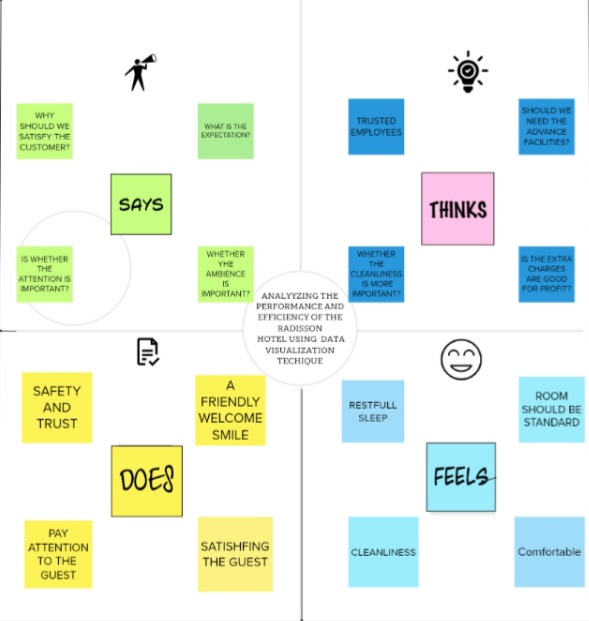 WHY
SHOULD WE
SATISFY THE
CUSTOMER?
WHAT IS THE
EXPECTATION?
SAYS
IS WHETHER
THE
ATTENTION IS
IMPORTANT?
WHETHER
YHE
AMBIENCE
IS
IMPORTANT?
TRUSTED
EMPLOYEES
SHOULD WE
NEED THE
ADVANCE
FACILITIES?
THINKS
WHETHER
THE
CLEANLINESS
IS MORE
IMPORTANT?
IS THE EXTRA
CHARGES
ARE GOOD
FOR PROFIT?
ANALYYZING THE
PERFORMANCE AND
EFFICIENCY OF THE
RADISSON
HOTEL USING DATA
VISUALIZATION
TECHIQUE
SAFETY
AND
TRUST
A
FRIENDLY
WELCOME
SMILE
DOES
PAY
ATTENTION
TO THE
GUEST
SATISHFING
THE GUEST
RESTFULL
SLEEP
ROOM
SHOULD BE
STANDARD
FEELS
CLEANLINESS
Comfortable